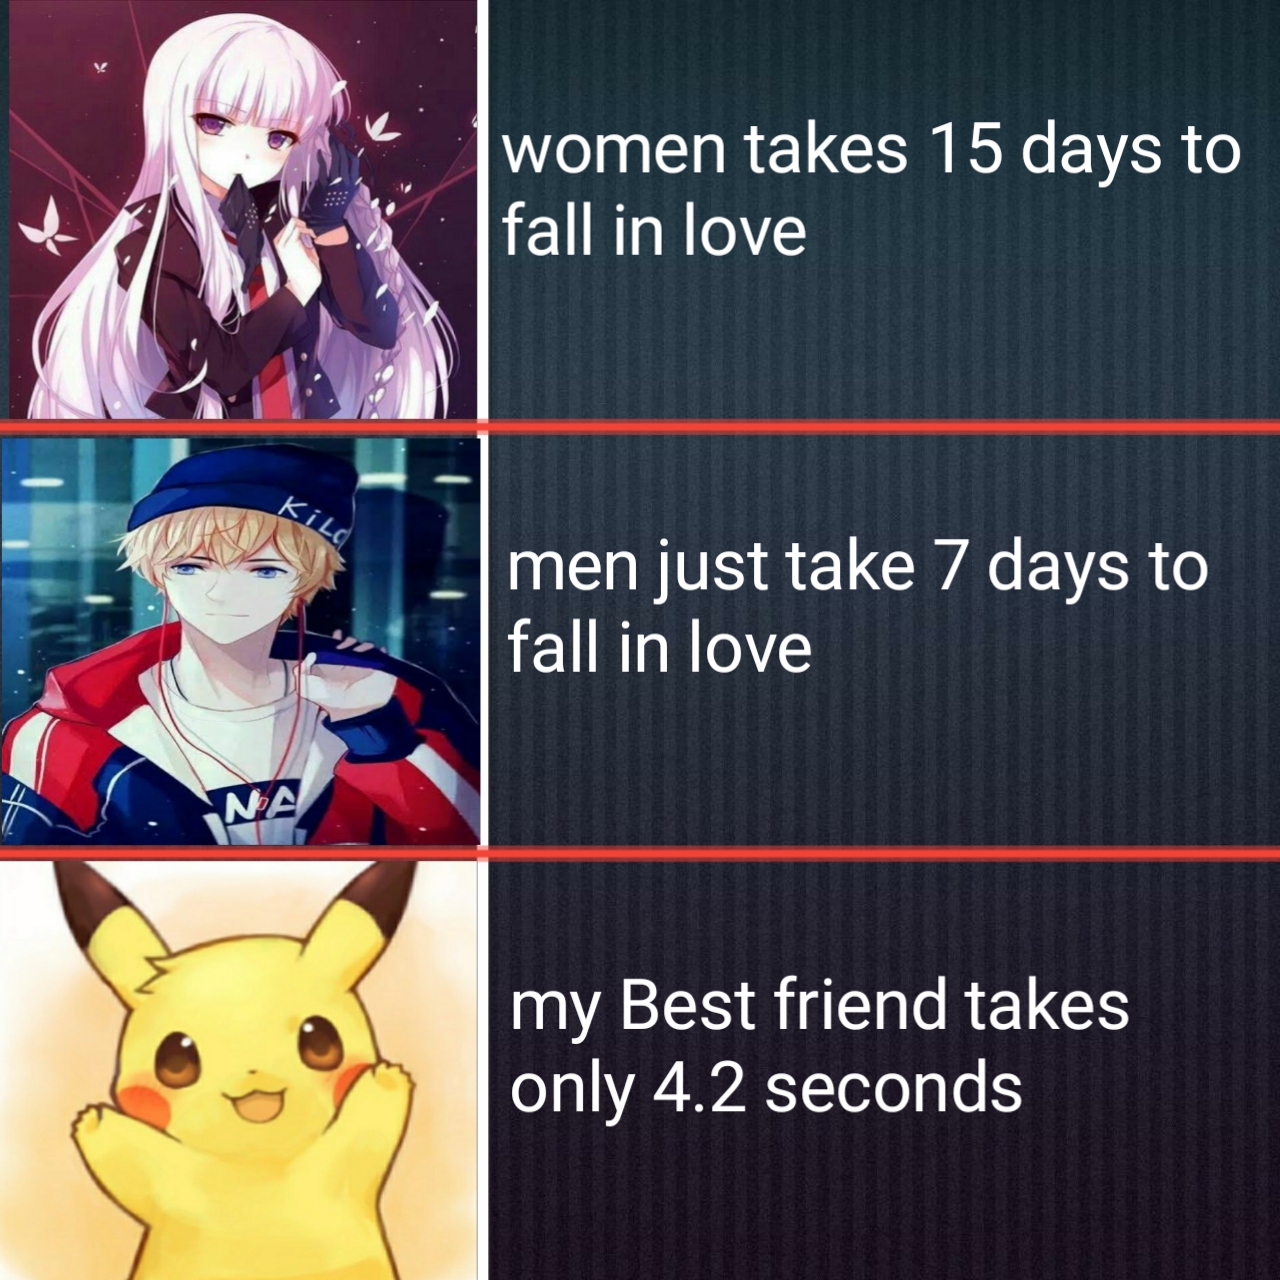 women takes 15 days to
fall in love
KiLO
NA
men just take 7 days to
fall in love
my Best friend takes
only 4.2 seconds